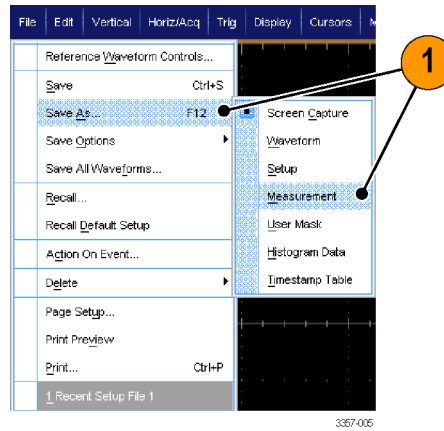 File Edit Vertical Horiz/Acq Trig Display Cursors
Reference Waveform Controls...
Save Ctrl+S
Save As... F12
Save Options
Save All Waveforms...
Recall...
Recall Default Setup
Action On Event...
Delete
Page Setup...
Print Preview
Print... Ctrl+P
1 Recent Setup File 1
Screen Capture
Waveform
Setup
Measurement
User Mask
Histogram Data
Timestamp Table
1
3357-005